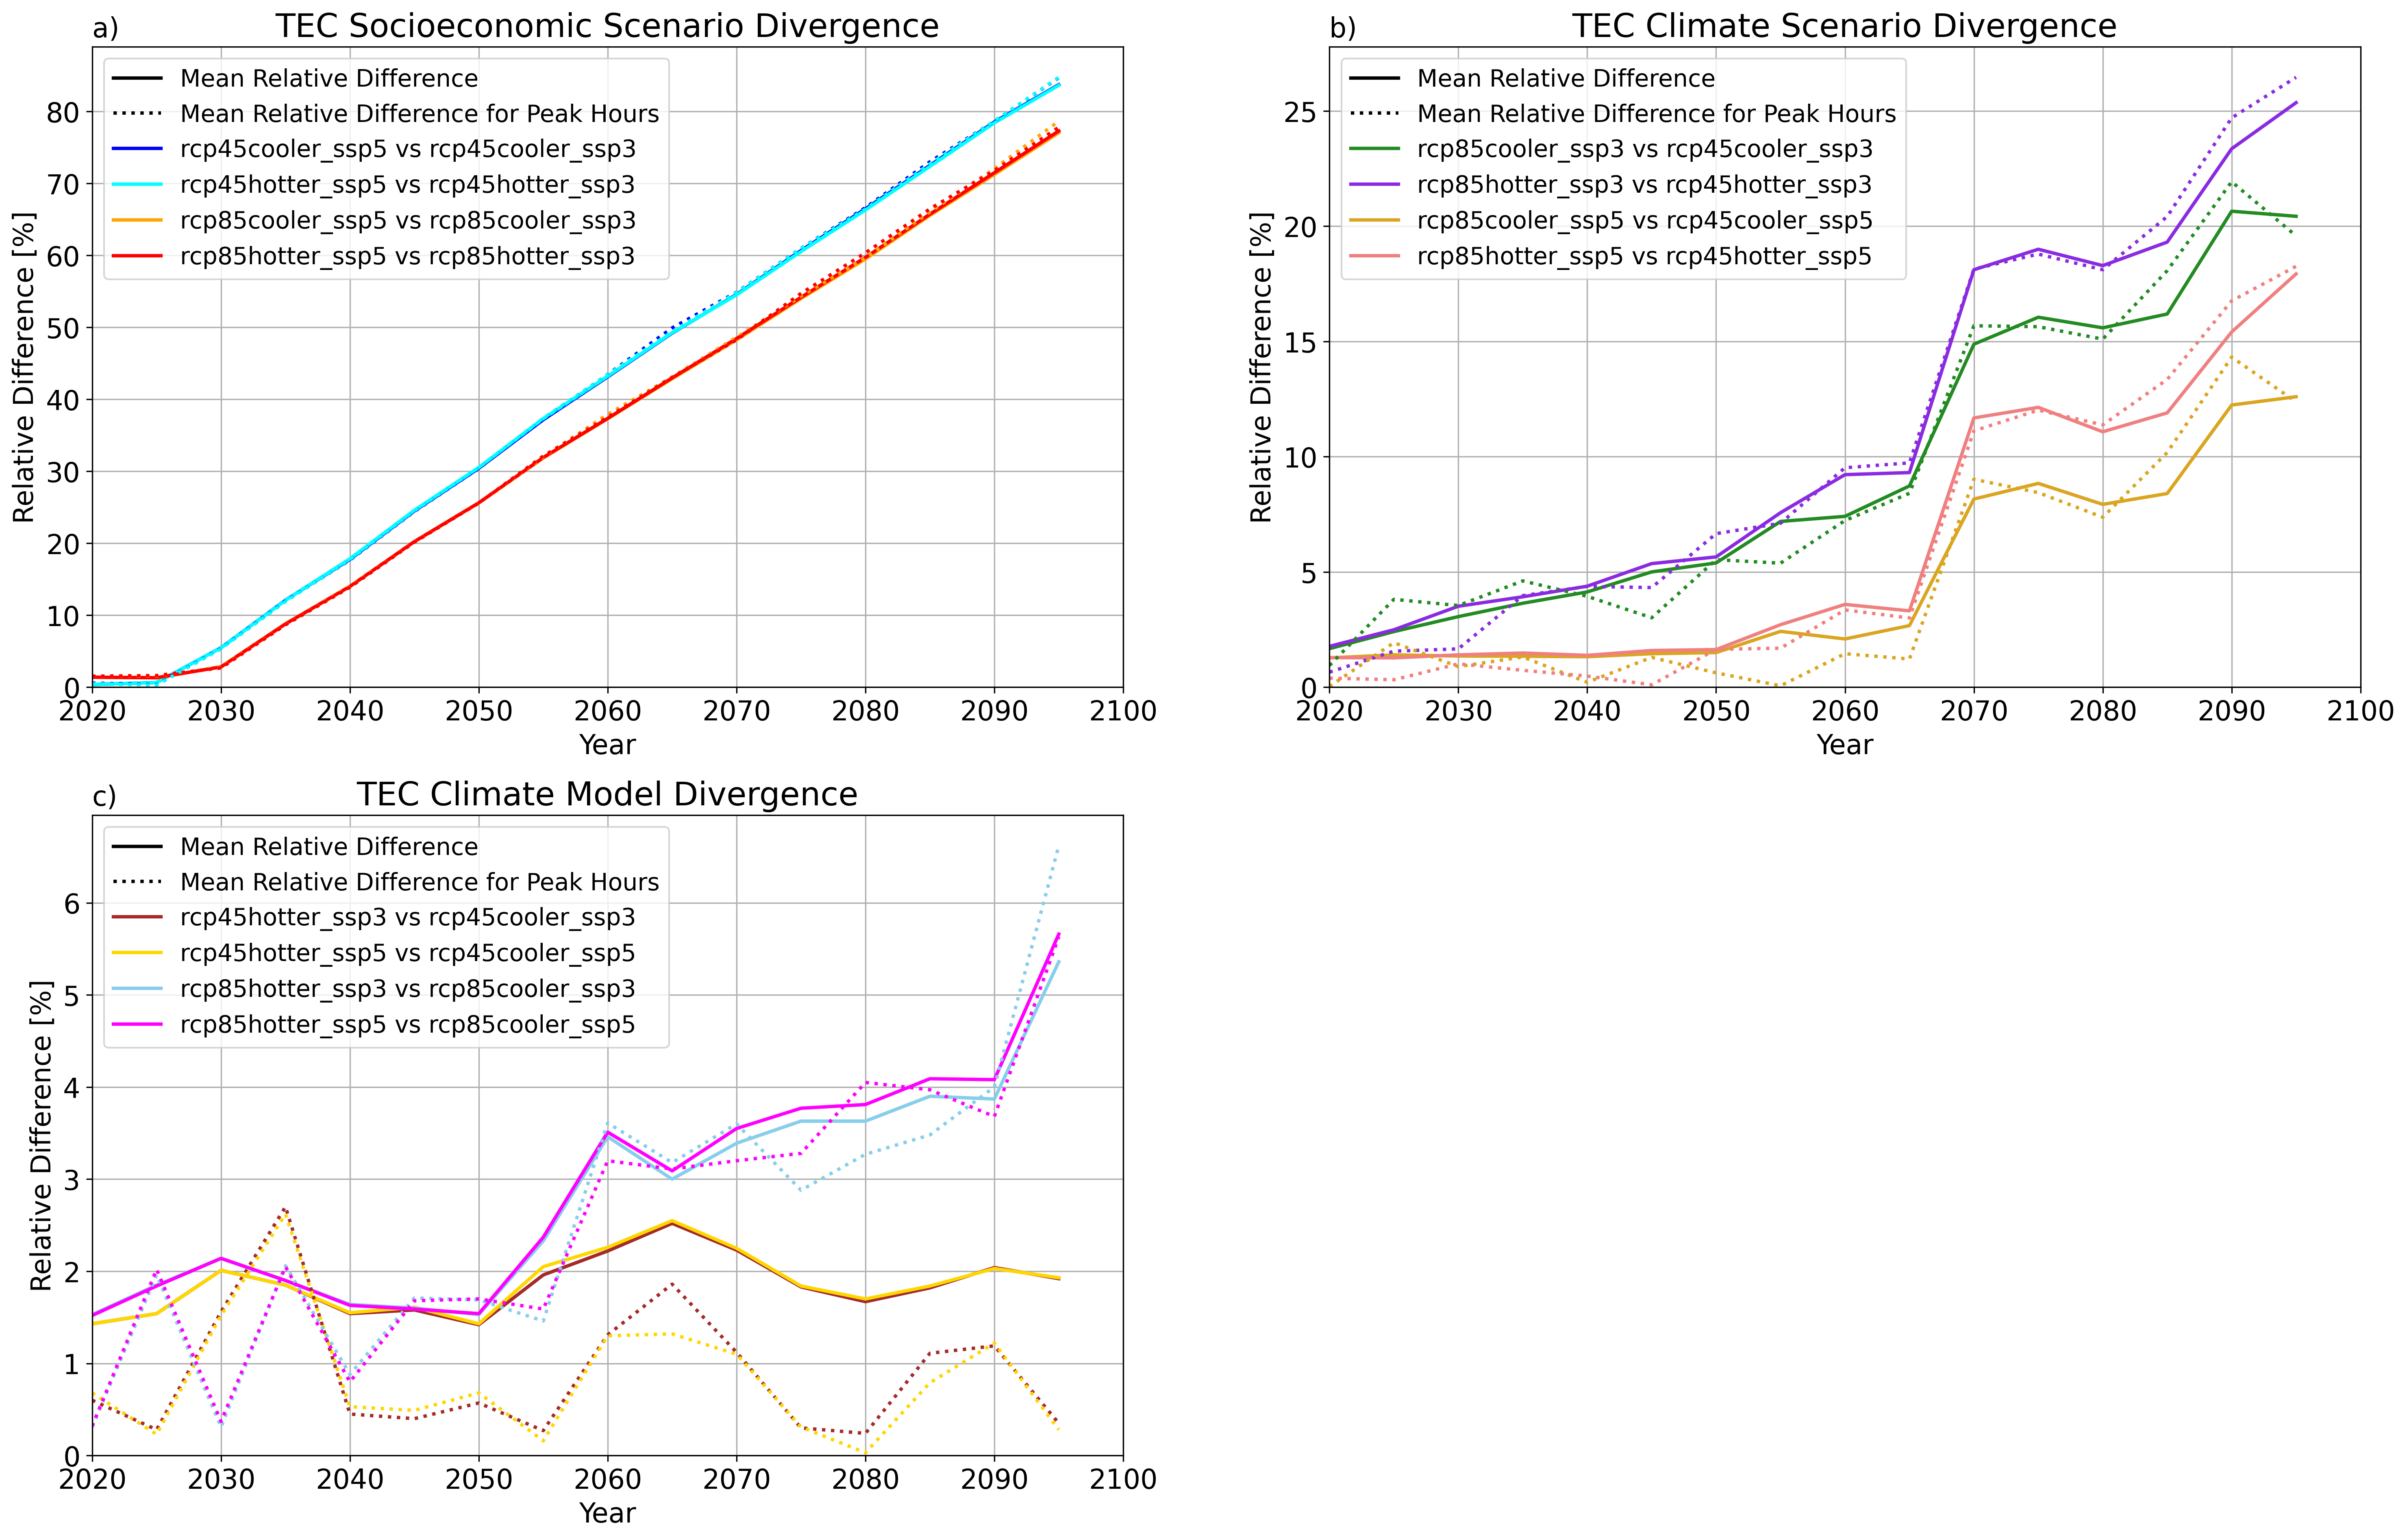 a)
TEC Socioeconomic Scenario Divergence
Mean Relative Difference
Mean Relative Difference for Peak Hours
rcp45cooler_ssp5 vs rcp45cooler_ssp3
rcp45hotter_ssp5 vs rcp45hotter_ssp3
rcp85cooler_ssp5 vs rcp85cooler_ssp3
rcp85hotter_ssp5 vs rcp85hotter_ssp3
Relative Difference [%]
80
70
60
50
40
30
20
10
0
2020 2030 2040 2050 2060 2070 2080 2090 2100
Year
b)
TEC Climate Scenario Divergence
Mean Relative Difference
Mean Relative Difference for Peak Hours
rcp85cooler_ssp3 vs rcp45cooler_ssp3
rcp85hotter_ssp3 vs rcp45hotter_ssp3
rcp85cooler_ssp5 vs rcp45cooler_ssp5
rcp85hotter_ssp5 vs rcp45hotter_ssp5
Relative Difference [%]
25
20
15
10
5
0
2020 2030 2040 2050 2060 2070 2080 2090 2100
Year
c)
TEC Climate Model Divergence
Mean Relative Difference
Mean Relative Difference for Peak Hours
rcp45hotter_ssp3 vs rcp45cooler_ssp3
rcp45hotter_ssp5 vs rcp45cooler_ssp5
rcp85hotter_ssp3 vs rcp85cooler_ssp3
rcp85hotter_ssp5 vs rcp85cooler_ssp5
Relative Difference [%]
6
5
4
3
2
1
0
2020 2030 2040 2050 2060 2070 2080 2090 2100
Year